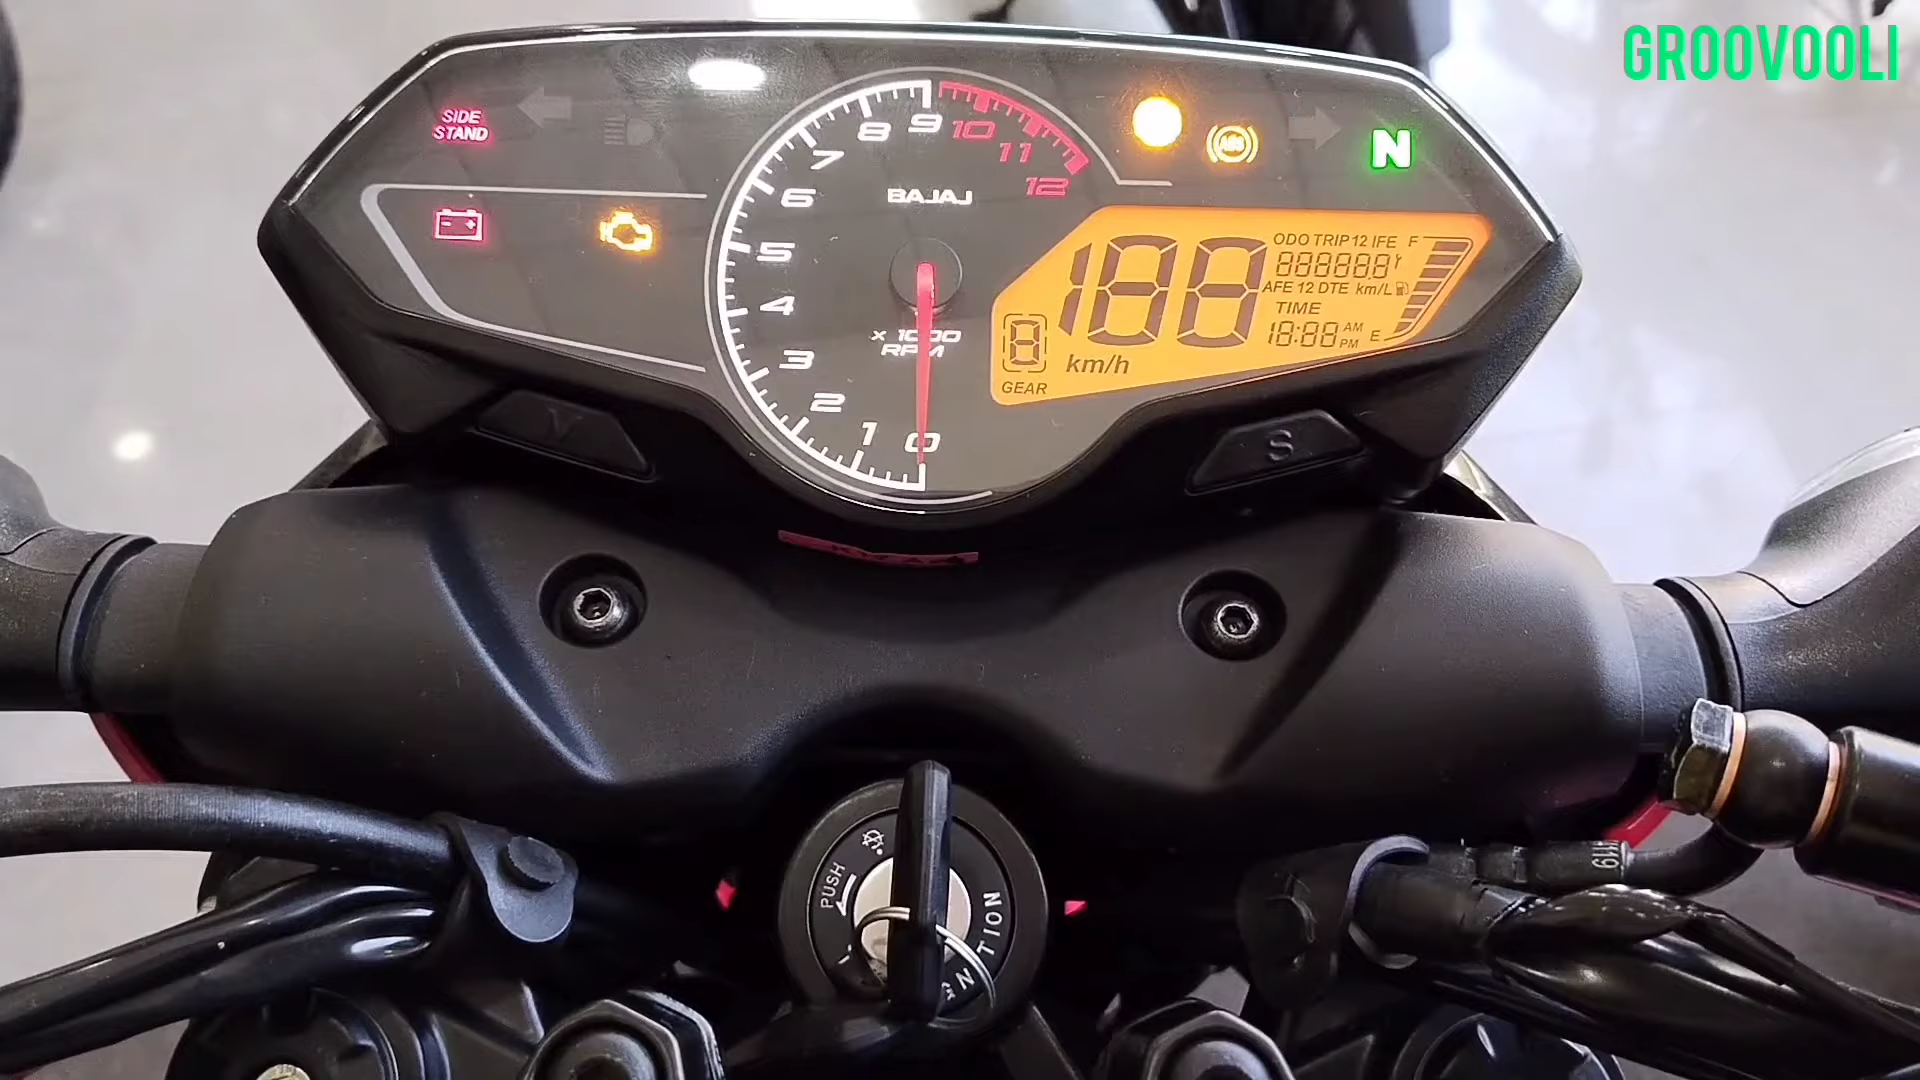 GROOVOOLI
SIDE
STAND
ABS
N
0 1 2 3 4 5 6 7 8 9 10 11 12
BAJAJ
x 1000
RPM
ODO TRIP 12 IFE F
188
888888
AFE 12 DTE km/L
TIME
18:88 AM
PM
E
8
km/h
GEAR
V
S
PUSH